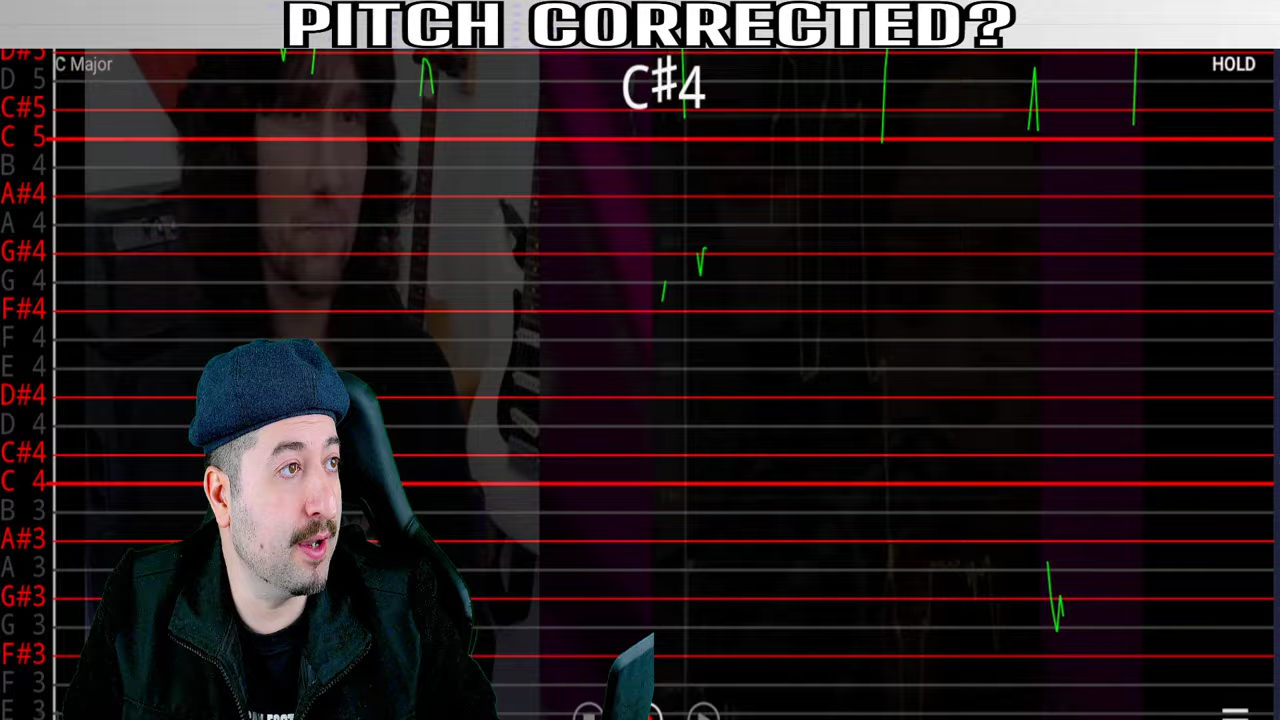 PITCH CORRECTED?
D#5
C Major
C#4
HOLD
D 5
C#5
C 5
B 4
A#4
A 4
G#4
G 4
F#4
F 4
E 4
D#4
D 4
C#4
C 4
B 3
A#3
A 3
G#3
G 3
F#3
F 3
E 3